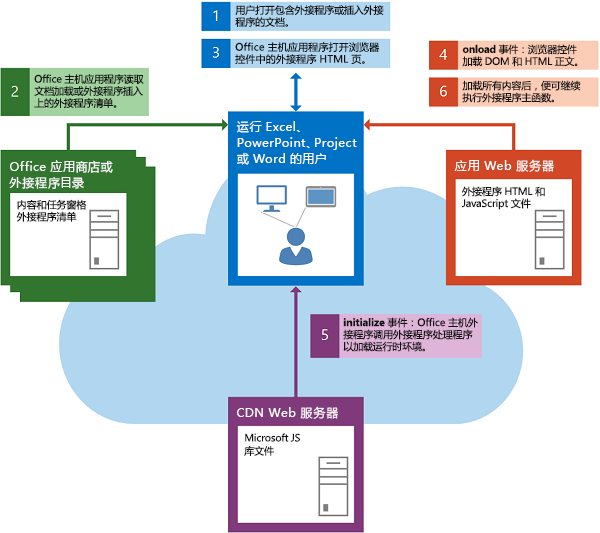 1
用户打开包含外接程序或插入外接
程序的文档。
3
Office 主机应用程序打开浏览器
控件中的外接程序 HTML 页。
2
Office 主机应用程序读取
文档加载或外接程序插入
上的外接程序清单。
4
onload 事件：浏览器控件
加载 DOM 和 HTML 正文。
6
加载所有内容后，便可继续
执行外接程序主函数。
Office 应用商店或
外接程序目录
内容和任务窗格
外接程序清单
运行 Excel、
PowerPoint、Project
或 Word 的用户
应用 Web 服务器
外接程序 HTML 和
JavaScript 文件
5
initialize 事件：Office 主机外
接程序调用外接程序处理程序
以加载运行时环境。
CDN Web 服务器
Microsoft JS
库文件